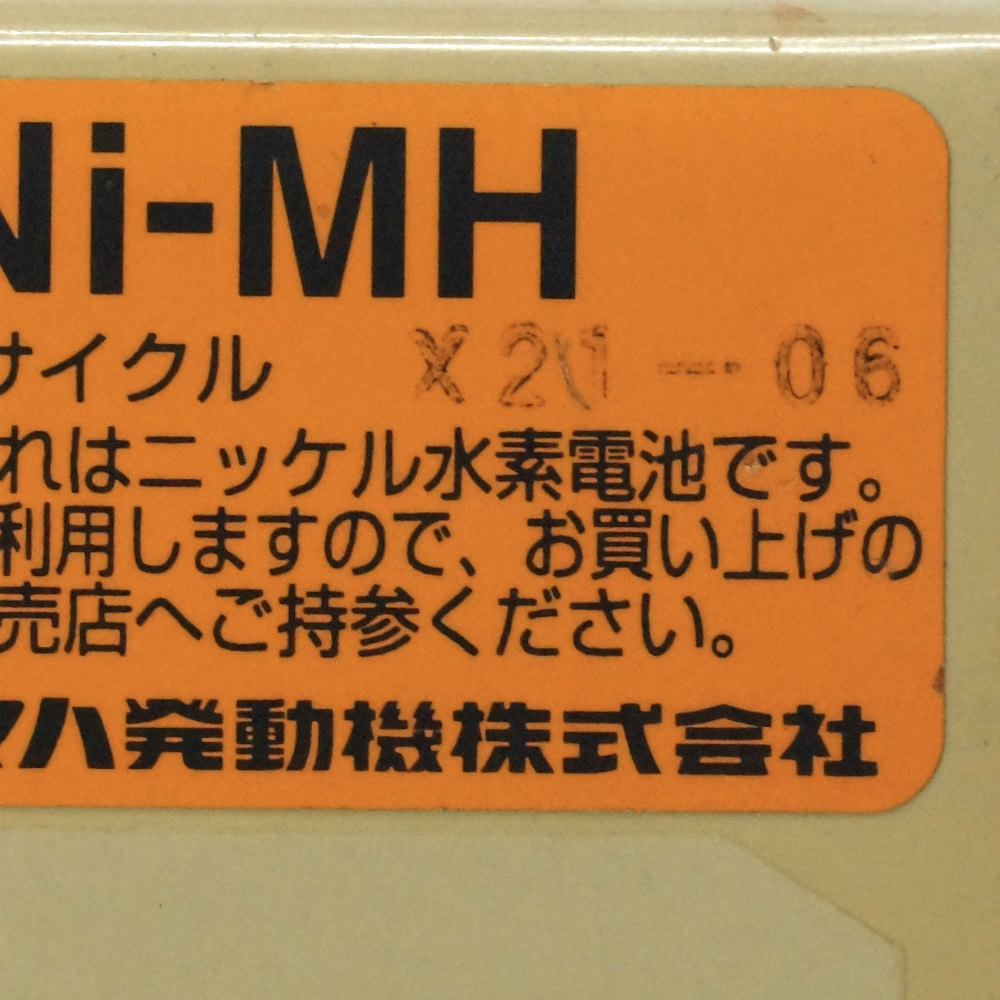 Ni-MH
サイクル X21-06
れはニッケル水素電池です。
利用しますので、お買い上げの
売店へご持参ください。
マハ発動機株式会社